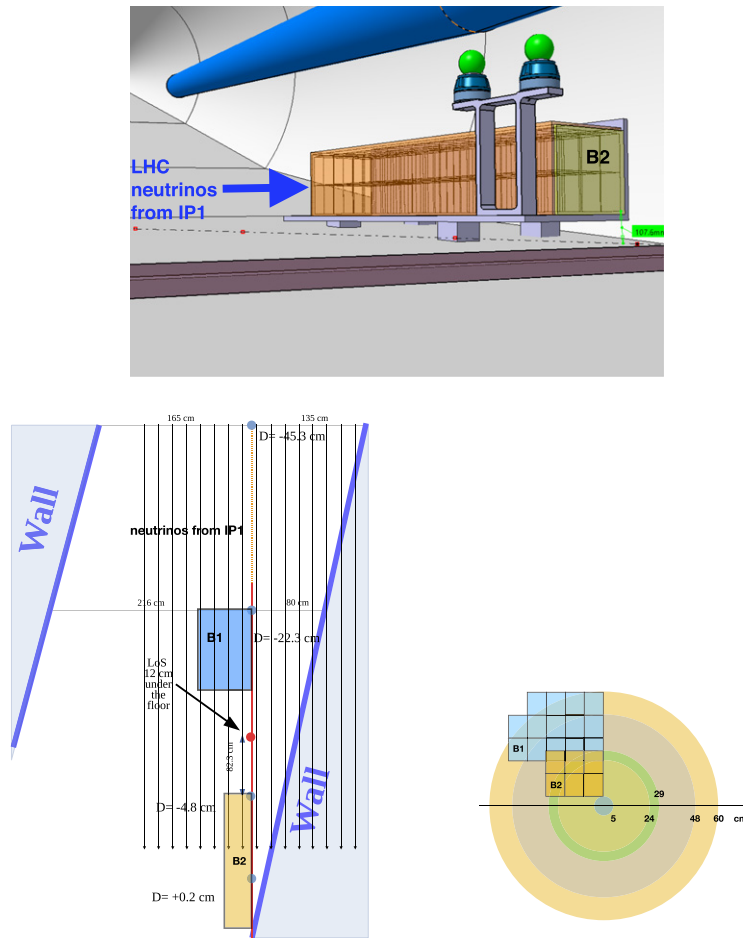 B2
LHC
neutrinos
from IP1
107.6mm
165 cm
135 cm
D= -45.3 cm
Wall
neutrinos from IP1
216 cm
80 cm
B1
D= -22.3 cm
LoS
12 cm
under
the
floor
82.3 cm
Wall
D= -4.8 cm
B2
D= +0.2 cm
B1
B2
29
5
24
48
60
cm